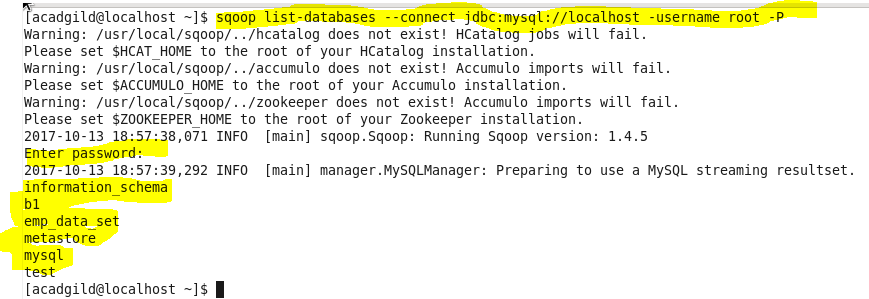 [acadgild@localhost ~]$ sqoop list-databases --connect jdbc:mysql://localhost -username root -P
Warning: /usr/local/sqoop/../hcatalog does not exist! HCatalog jobs will fail.
Please set $HCAT_HOME to the root of your HCatalog installation.
Warning: /usr/local/sqoop/../accumulo does not exist! Accumulo imports will fail.
Please set $ACCUMULO_HOME to the root of your Accumulo installation.
Warning: /usr/local/sqoop/../zookeeper does not exist! Accumulo imports will fail.
Please set $ZOOKEEPER_HOME to the root of your Zookeeper installation.
2017-10-13 18:57:38,071 INFO  [main] sqoop.Sqoop: Running Sqoop version: 1.4.5
Enter password:
2017-10-13 18:57:39,292 INFO  [main] manager.MySQLManager: Preparing to use a MySQL streaming resultset.
information_schema
b1
emp_data_set
metastore
mysql
test
[acadgild@localhost ~]$